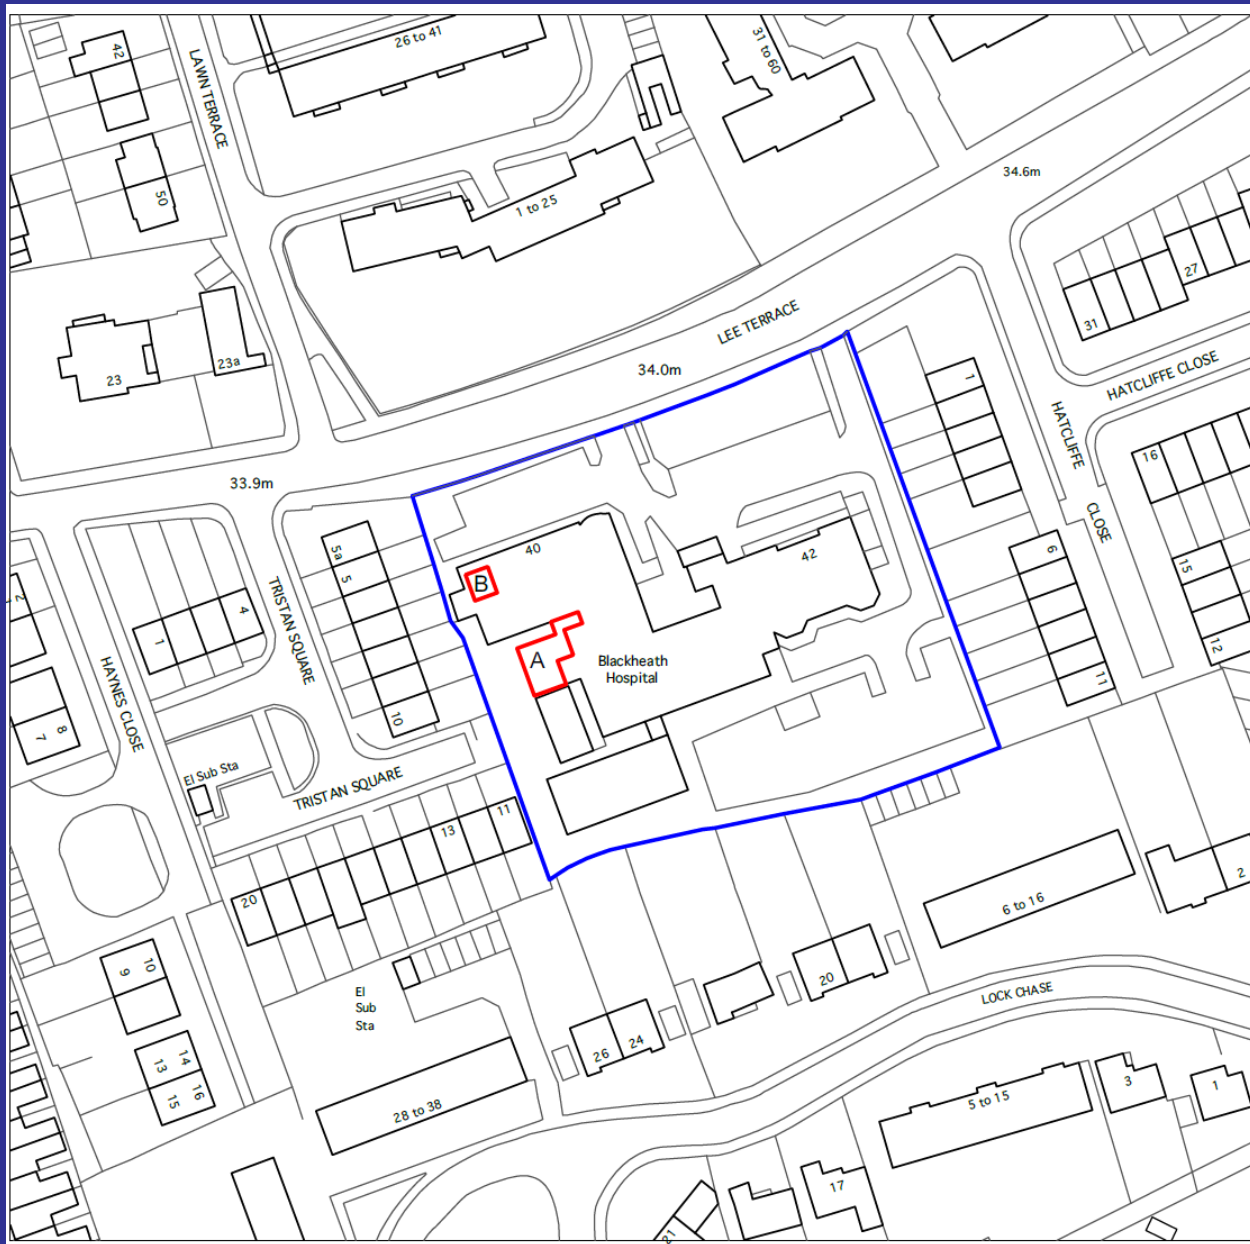 42
LAWN TERRACE
26 to 41
31 to 60
50
1 to 25
34.6m
27
31
23
23a
LEE TERRACE
34.0m
HATCLIFFE CLOSE
1
HATCLIFFE
CLOSE
16
33.9m
5a
5
40
42
B
6
15
12
11
2
1
4
TRISTAN SQUARE
A
Blackheath
Hospital
HAYNES CLOSE
8
7
10
El Sub Sta
TRISTAN SQUARE
11
13
20
6 to 16
2
9
10
El
Sub
Sta
20
LOCK CHASE
26
24
13
14
15
16
28 to 38
5 to 15
3
1
17
21